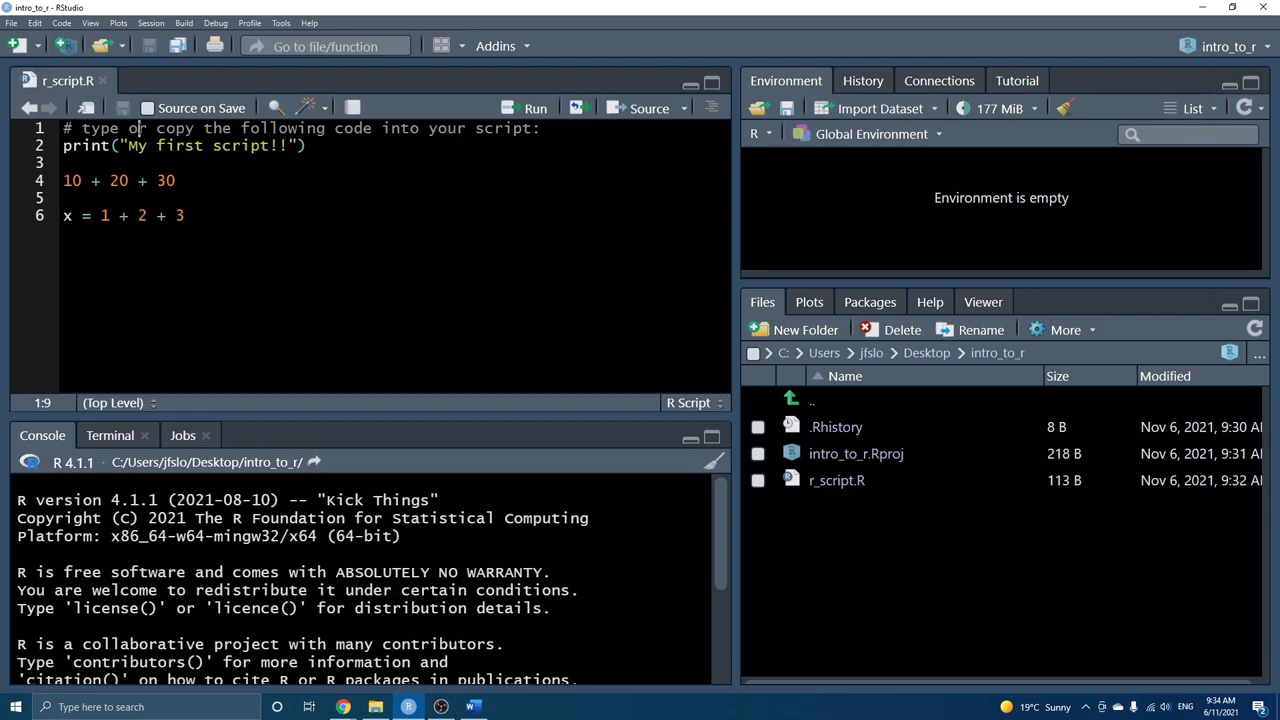 intro_to_r - RStudio
File Edit Code View Plots Session Build Debug Profile Tools Help
Go to file/function Addins intro_to_r
r_script.R
Source on Save Run Source
1 # type or copy the following code into your script:
2 print("My first script!!")
3
4 10 + 20 + 30
5
6 x = 1 + 2 + 3
1:9 (Top Level) R Script
Console Terminal Jobs
R 4.1.1 C:/Users/jfslo/Desktop/intro_to_r/
R version 4.1.1 (2021-08-10) -- "Kick Things"
Copyright (C) 2021 The R Foundation for Statistical Computing
Platform: x86_64-w64-mingw32/x64 (64-bit)
R is free software and comes with ABSOLUTELY NO WARRANTY.
You are welcome to redistribute it under certain conditions.
Type 'license()' or 'licence()' for distribution details.
R is a collaborative project with many contributors.
Type 'contributors()' for more information and
'citation()' on how to cite R or R packages in publications.
Environment History Connections Tutorial
Import Dataset 177 MiB List
R Global Environment
Environment is empty
Files Plots Packages Help Viewer
New Folder Delete Rename More
C: Users jfslo Desktop intro_to_r ...
Name Size Modified
..
.Rhistory 8 B Nov 6, 2021, 9:30 AM
intro_to_r.Rproj 218 B Nov 6, 2021, 9:31 AM
r_script.R 113 B Nov 6, 2021, 9:32 AM
Type here to search
19°C Sunny ENG 9:34 AM
6/11/2021
2